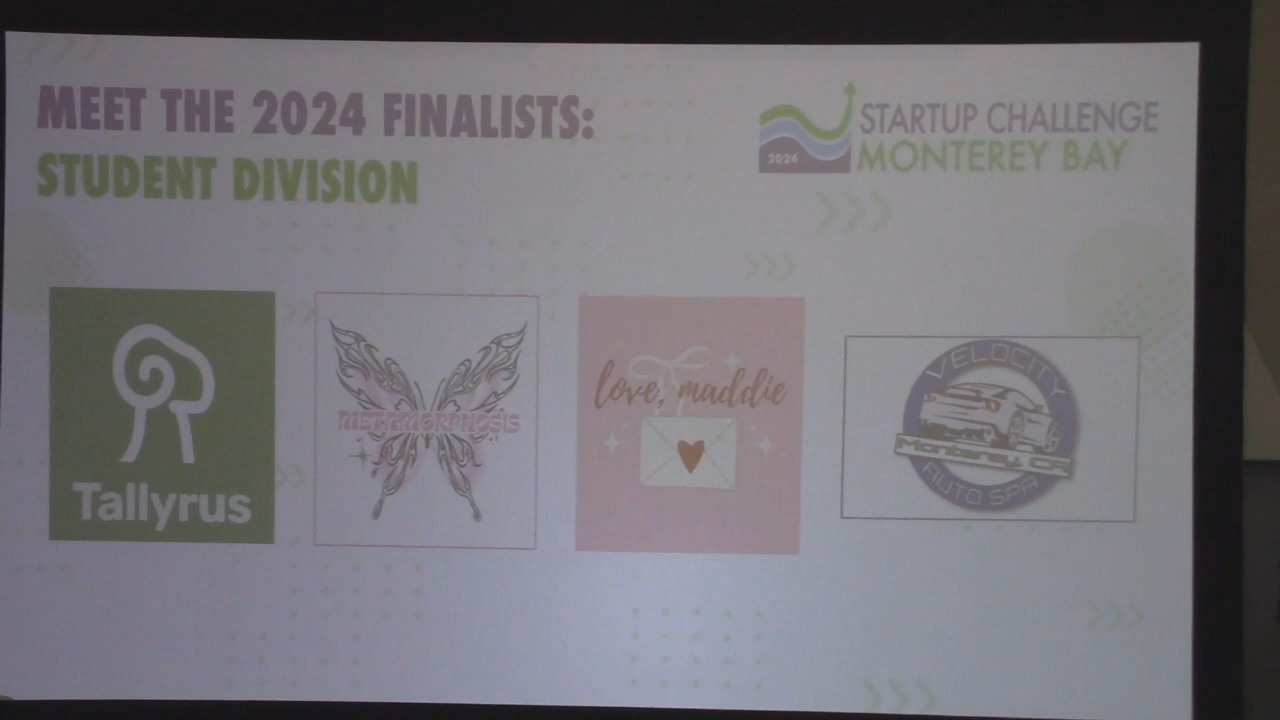 MEET THE 2024 FINALISTS:
STUDENT DIVISION
2024
STARTUP CHALLENGE
MONTEREY BAY
Tallyrus
METAMORPHOSIS
love, maddie
VELOCITY
Monterey, CA
AUTO SPA